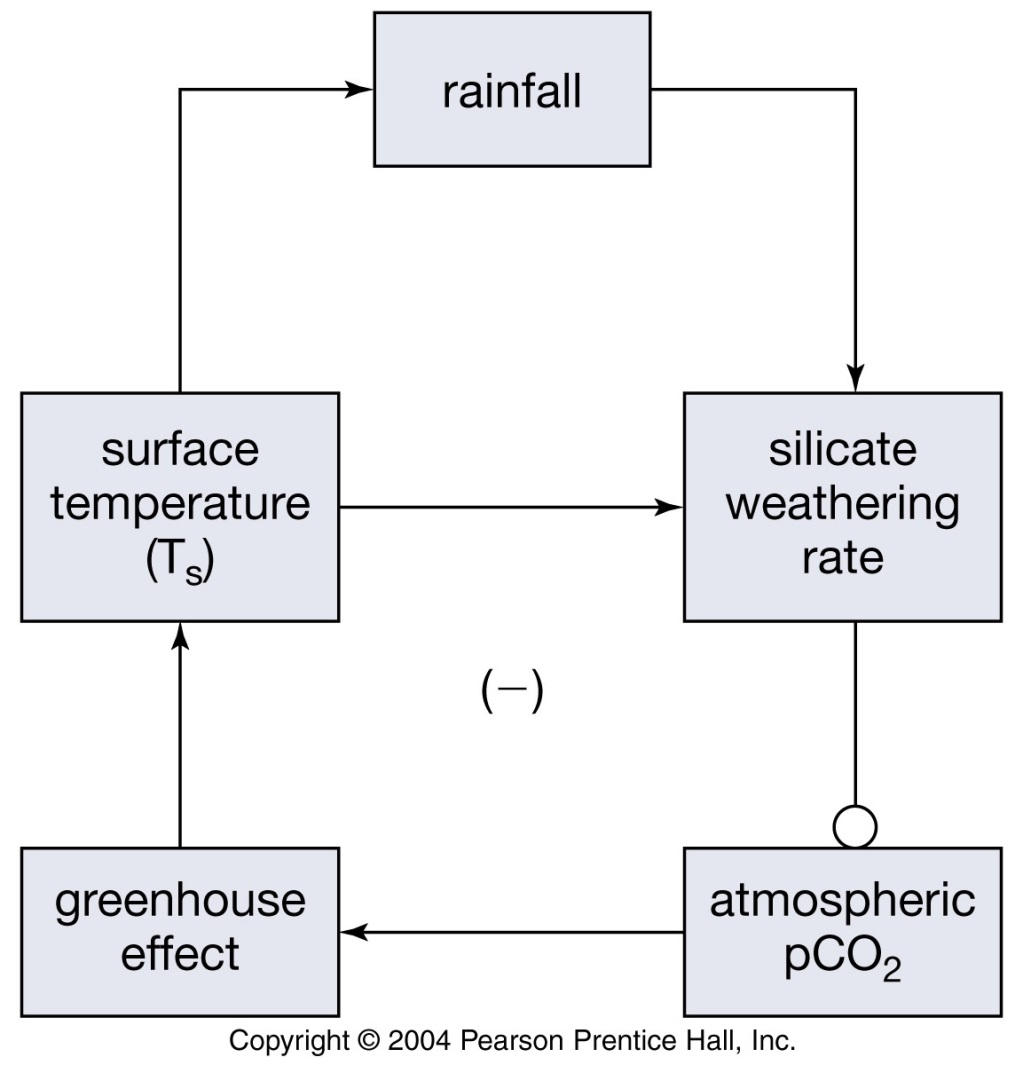 rainfall
surface
temperature
(Tₛ)
silicate
weathering
rate
(−)
greenhouse
effect
atmospheric
pCO₂
Copyright © 2004 Pearson Prentice Hall, Inc.